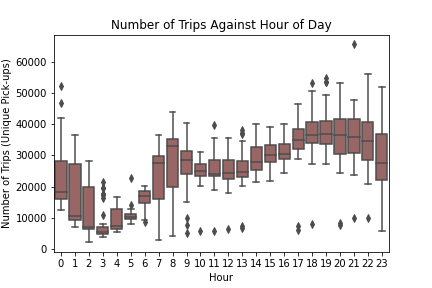 Number of Trips Against Hour of Day
Number of Trips (Unique Pick-ups)
60000
50000
40000
30000
20000
10000
0
0 1 2 3 4 5 6 7 8 9 10 11 12 13 14 15 16 17 18 19 20 21 22 23
Hour